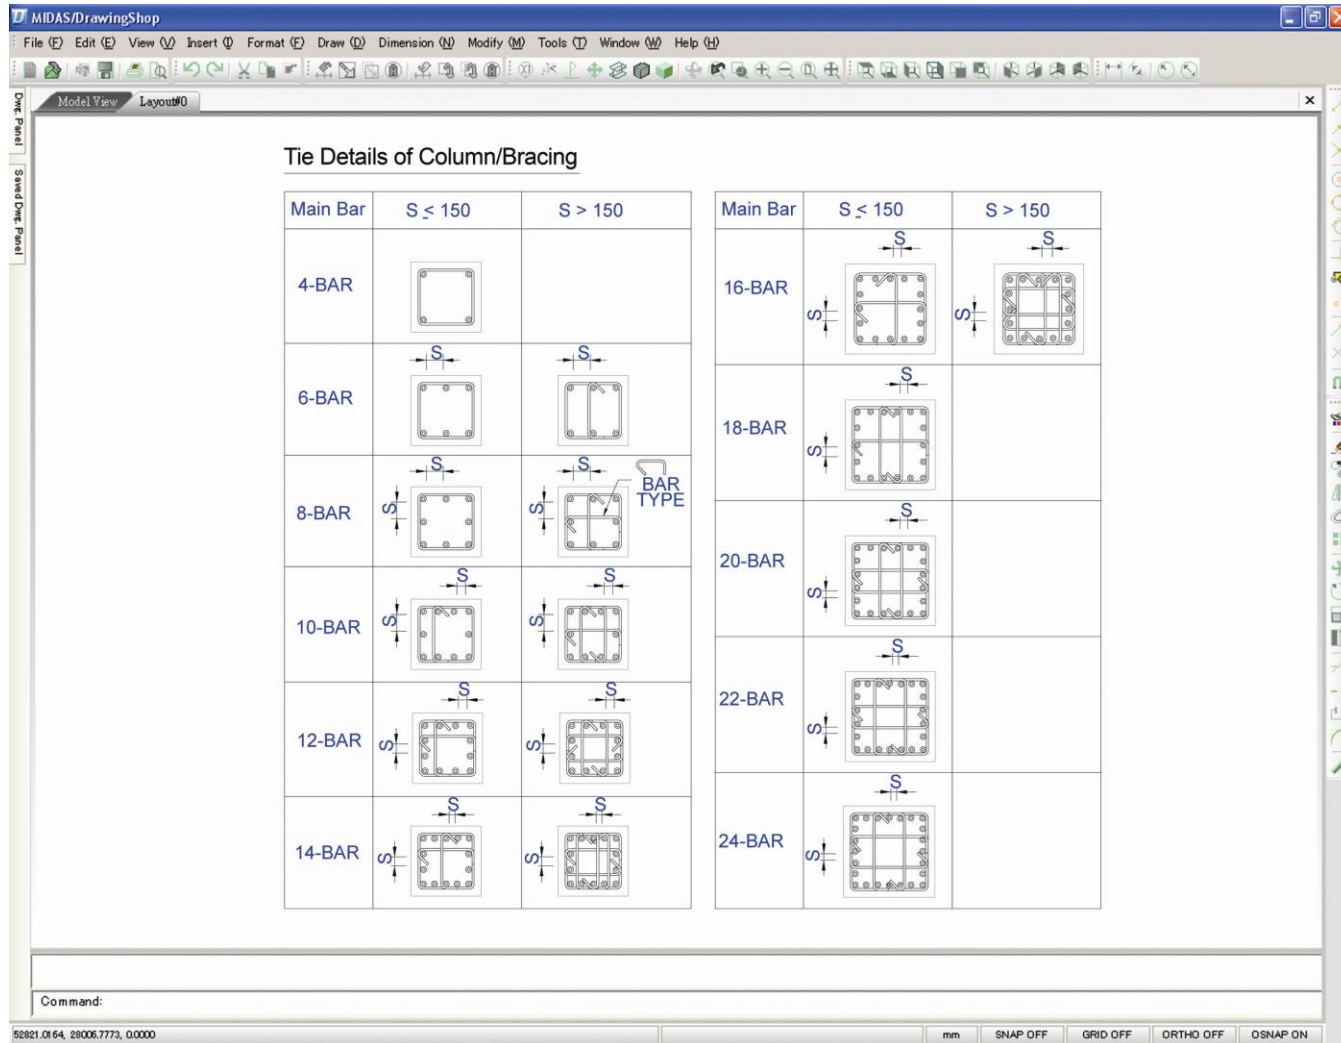 MIDAS/DrawingShop
File (F) Edit (E) View (V) Insert (I) Format (F) Draw (D) Dimension (N) Modify (M) Tools (T) Window (W) Help (H)
Model View Layout#0
Dwg. Panel
Saved Dwg. Panel
Tie Details of Column/Bracing
Main Bar S ≤ 150 S > 150
4-BAR
S S
6-BAR
S S
S S
8-BAR
BAR
TYPE
S S
S S
10-BAR
S S
S S
12-BAR
S S
S S
14-BAR
S S
Main Bar S ≤ 150 S > 150
S S
16-BAR
S S
S
18-BAR
S
S
20-BAR
S
S
22-BAR
S
S
24-BAR
S
Command:
52821.0164, 28006.7773, 0.0000 mm SNAP OFF GRID OFF ORTHO OFF OSNAP ON